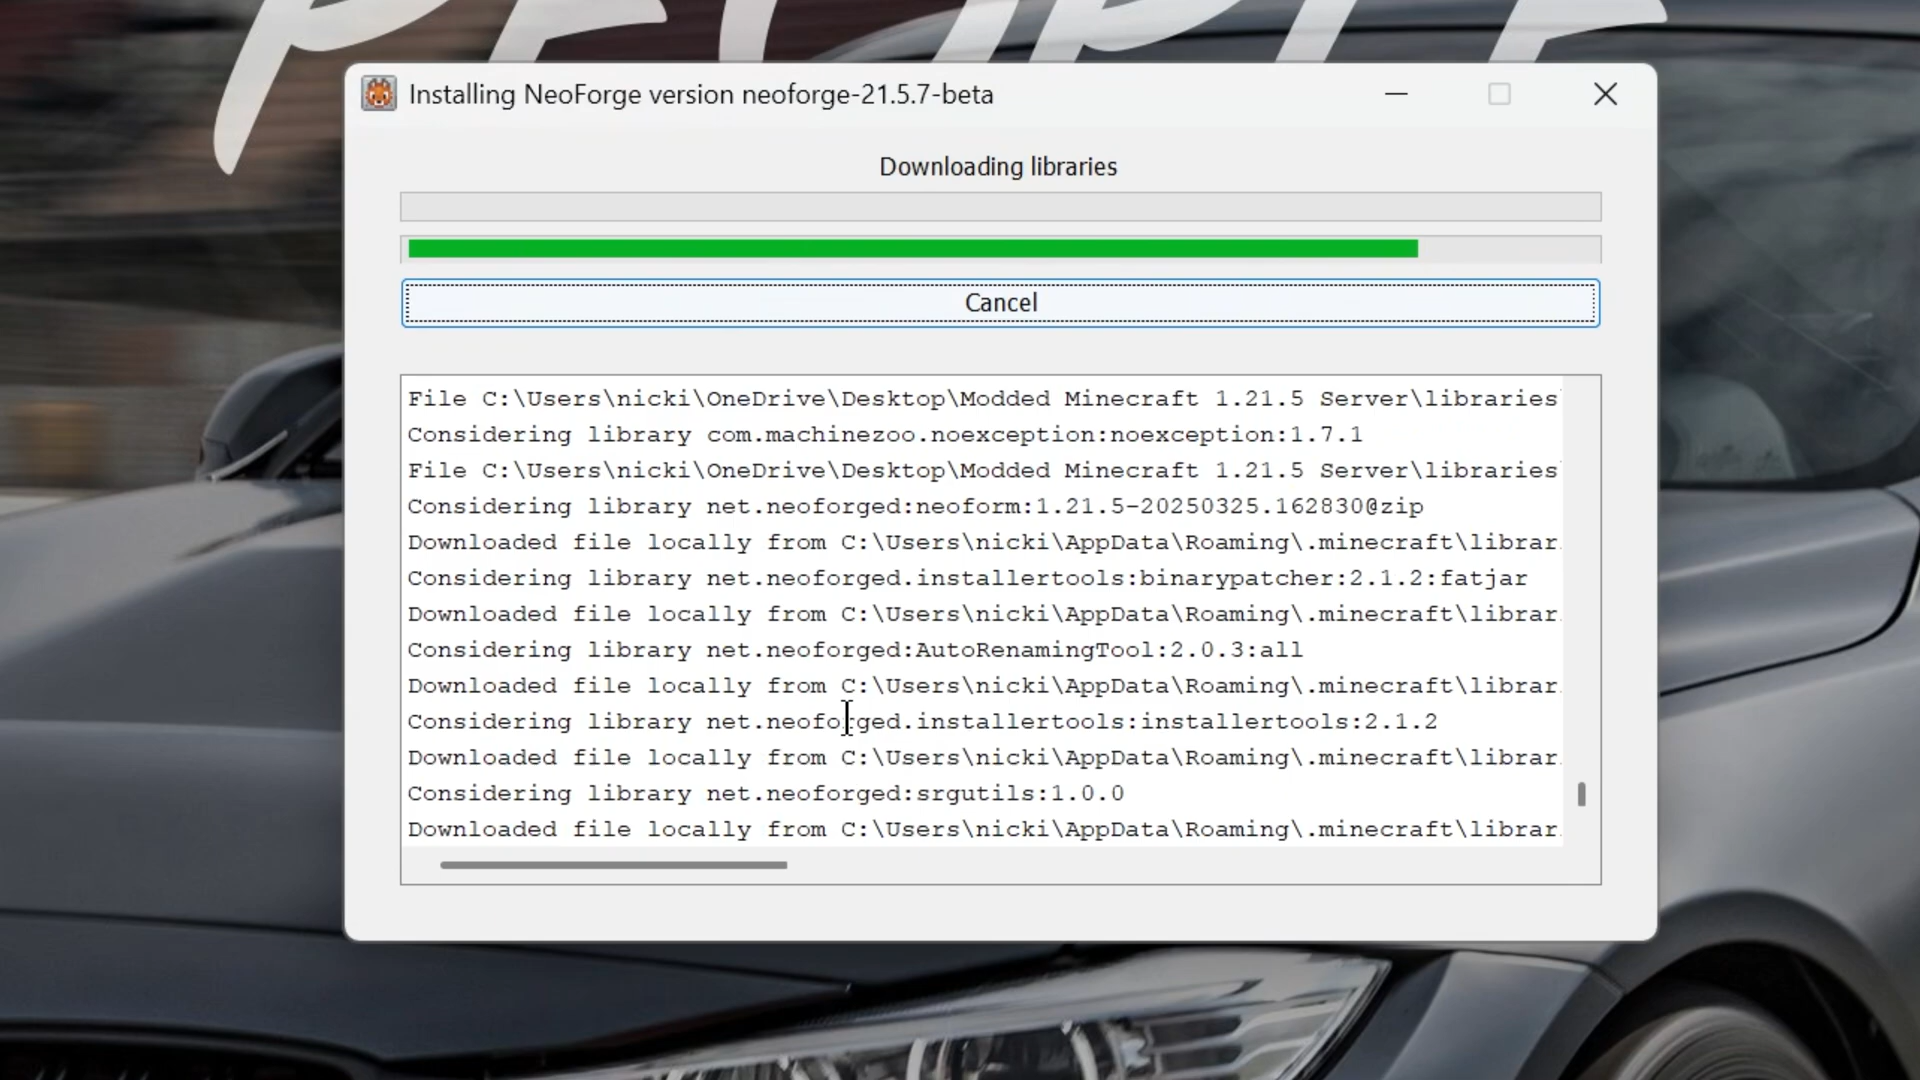 Installing NeoForge version neoforge-21.5.7-beta
Downloading libraries
Cancel
File C:\Users\nicki\OneDrive\Desktop\Modded Minecraft 1.21.5 Server\libraries\
Considering library com.machinezoo.noexception:noexception:1.7.1
File C:\Users\nicki\OneDrive\Desktop\Modded Minecraft 1.21.5 Server\libraries\
Considering library net.neoforged:neoform:1.21.5-20250325.162830@zip
Downloaded file locally from C:\Users\nicki\AppData\Roaming\.minecraft\librar
Considering library net.neoforged.installertools:binarypatcher:2.1.2:fatjar
Downloaded file locally from C:\Users\nicki\AppData\Roaming\.minecraft\librar
Considering library net.neoforged:AutoRenamingTool:2.0.3:all
Downloaded file locally from C:\Users\nicki\AppData\Roaming\.minecraft\librar
Considering library net.neoforged.installertools:installertools:2.1.2
Downloaded file locally from C:\Users\nicki\AppData\Roaming\.minecraft\librar
Considering library net.neoforged:srgutils:1.0.0
Downloaded file locally from C:\Users\nicki\AppData\Roaming\.minecraft\librar